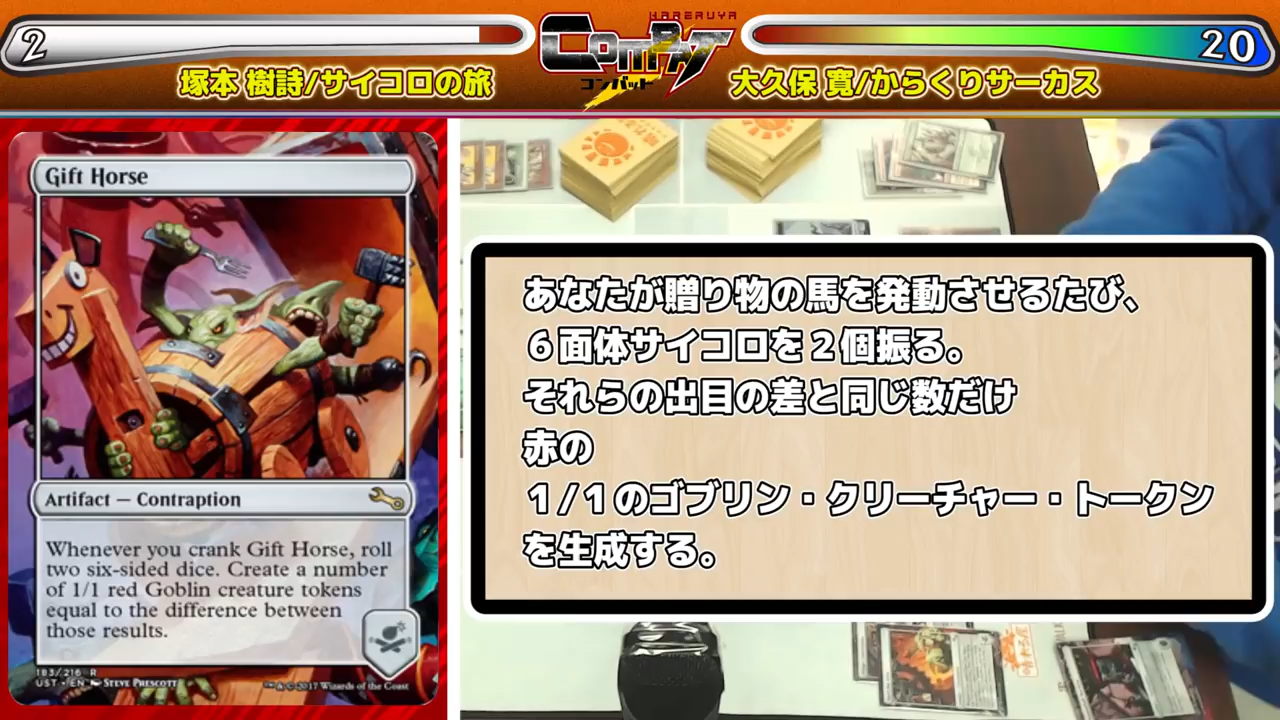 2
HARERUYA
COMBAT
コンバット
20
塚本 樹詩/サイコロの旅
大久保 寛/からくりサーカス
Gift Horse
Artifact — Contraption
Whenever you crank Gift Horse, roll
two six-sided dice. Create a number
of 1/1 red Goblin creature tokens
equal to the difference between
those results.
183/216 R
UST • EN STEVE PRESCOTT
™ & © 2017 Wizards of the Coast
あなたが贈り物の馬を発動させるたび、
６面体サイコロを２個振る。
それらの出目の差と同じ数だけ
赤の
１/１のゴブリン・クリーチャー・トークン
を生成する。